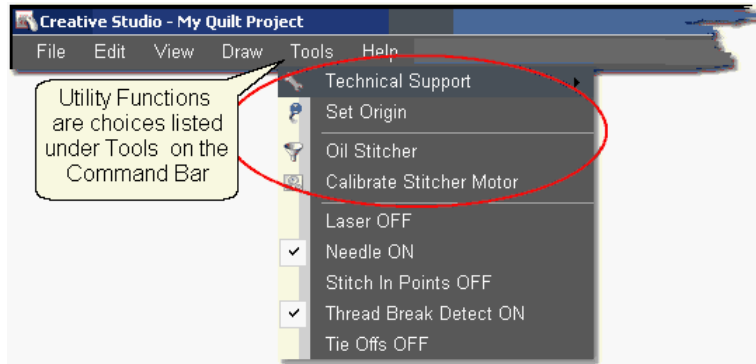 Creative Studio - My Quilt Project
File Edit View Draw Tools Help
Utility Functions
are choices listed
under Tools on the
Command Bar
Technical Support
Set Origin
Oil Stitcher
Calibrate Stitcher Motor
Laser OFF
Needle ON
Stitch In Points OFF
Thread Break Detect ON
Tie Offs OFF